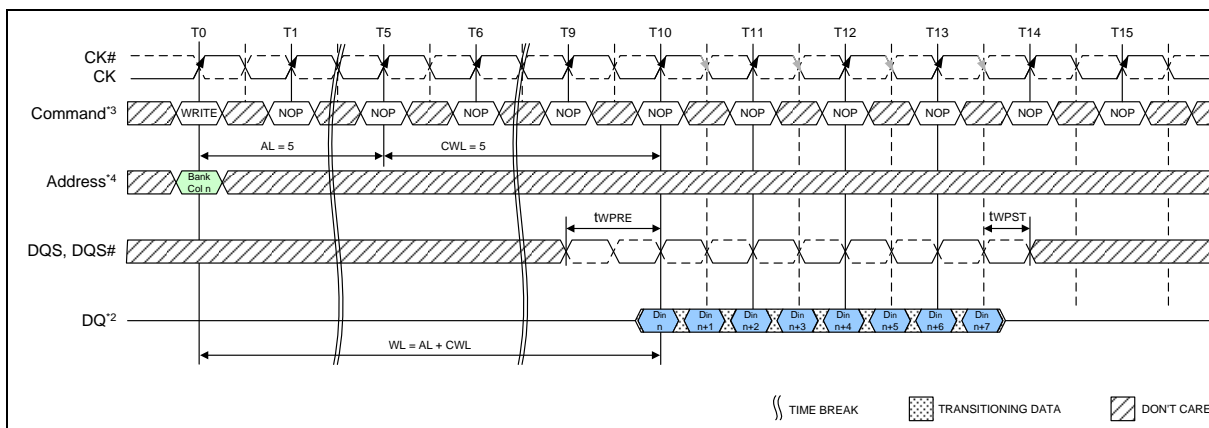 T0 T1 T5 T6 T9 T10 T11 T12 T13 T14 T15
CK#
CK
Command*3
WRITE NOP NOP NOP NOP NOP NOP NOP NOP NOP NOP
AL = 5 CWL = 5
Address*4
Bank
Col n
tWPRE tWPST
DQS, DQS#
DQ*2
Din n Din n+1 Din n+2 Din n+3 Din n+4 Din n+5 Din n+6 Din n+7
WL = AL + CWL
TIME BREAK TRANSITIONING DATA DON'T CARE